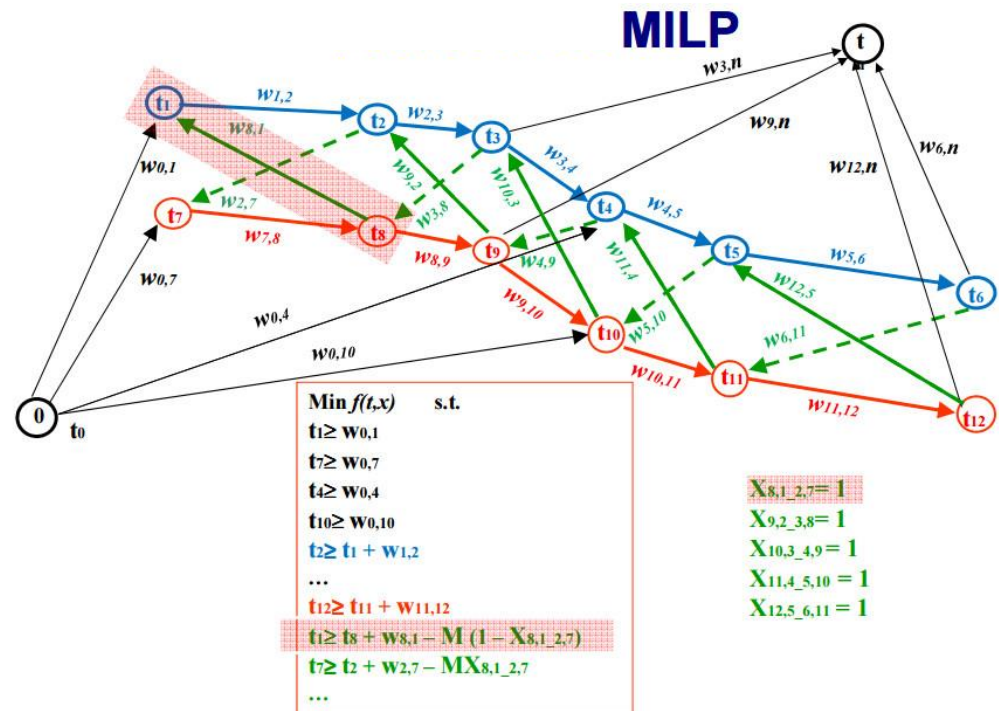 MILP
t
n
w3,n
w1,2
t1
w2,3
t2
w9,n
w8,1
t3
w0,1
w6,n
w9,2
w3,4
w12,n
w10,3
w3,8
t4
w2,7
t7
w4,5
t8
w7,8
t9
t5
w5,6
w8,9
w4,9
w11,4
w0,7
w12,5
t6
w9,10
w0,4
w5,10
t10
w6,11
w0,10
w10,11
t11
w11,12
0
t0
t12
Min f(t,x) s.t.
t1≥ w0,1
t7≥ w0,7
t4≥ w0,4
t10≥ w0,10
t2≥ t1 + w1,2
…
t12≥ t11 + w11,12
t1≥ t8 + w8,1 – M (1 – X8,1_2,7)
t7≥ t2 + w2,7 – MX8,1_2,7
…
X8,1_2,7= 1
X9,2_3,8= 1
X10,3_4,9 = 1
X11,4_5,10 = 1
X12,5_6,11 = 1